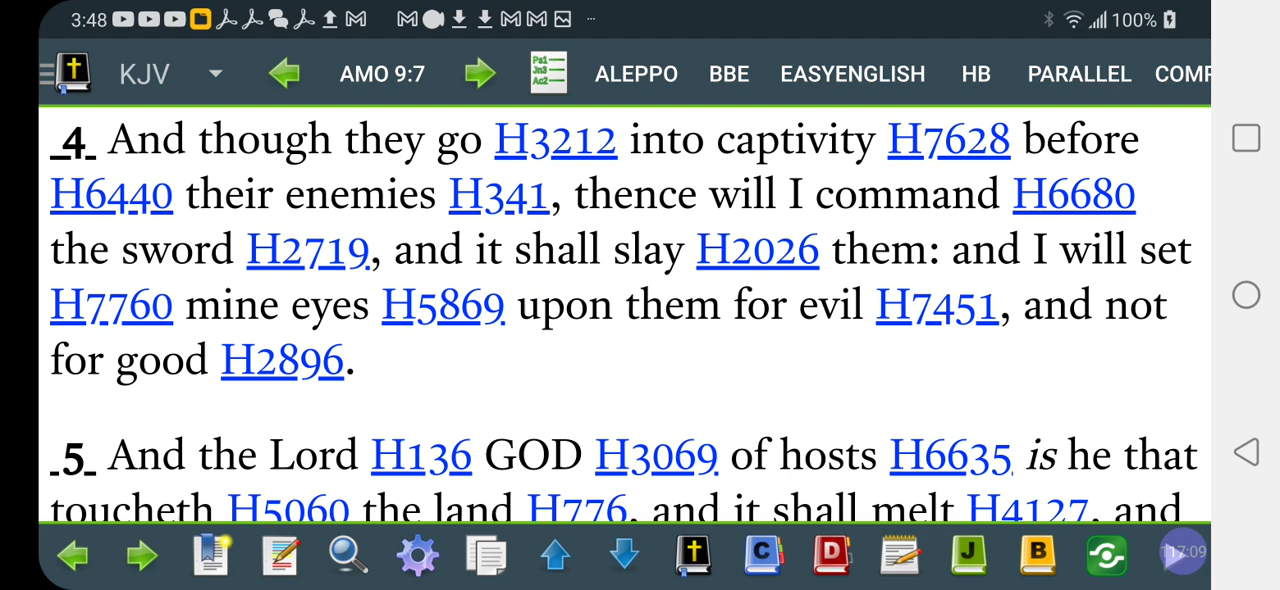 3:48 100%
KJV AMO 9:7 ALEPPO BBE EASYENGLISH HB PARALLEL
4 And though they go H3212 into captivity H7628 before
H6440 their enemies H341, thence will I command H6680
the sword H2719, and it shall slay H2026 them: and I will set
H7760 mine eyes H5869 upon them for evil H7451, and not
for good H2896.
5 And the Lord H136 GOD H3069 of hosts H6635 is he that
toucheth H5060 the land H776, and it shall melt H4127, and
C D J B 17:09